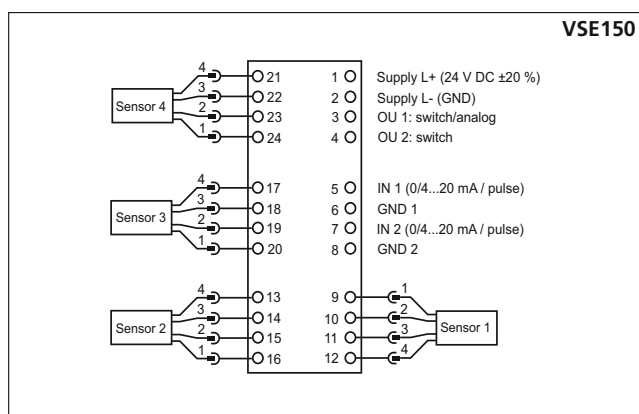 VSE150
4 21 1 Supply L+ (24 V DC ±20 %)
3 22 2 Supply L- (GND)
Sensor 4
2 23 3 OU 1: switch/analog
1 24 4 OU 2: switch
4 17 5 IN 1 (0/4...20 mA / pulse)
3 18 6 GND 1
Sensor 3
2 19 7 IN 2 (0/4...20 mA / pulse)
1 20 8 GND 2
4 13 9 1
3 14 10 2
Sensor 2 Sensor 1
2 15 11 3
1 16 12 4